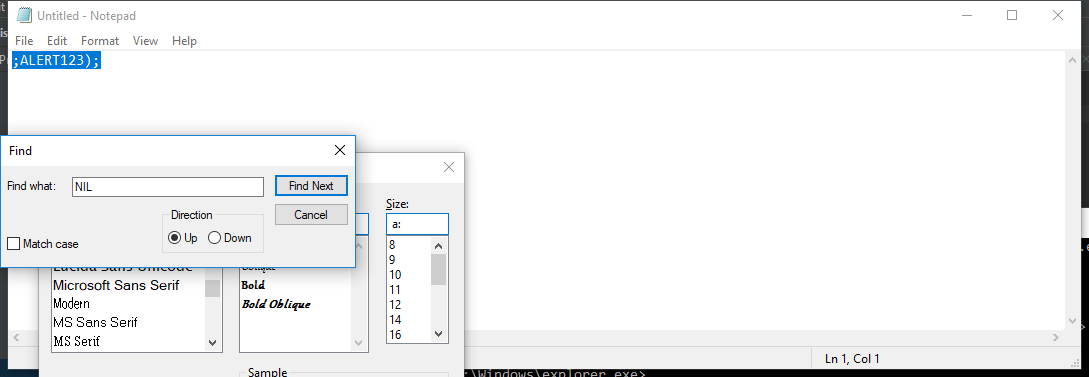 Untitled - Notepad
File Edit Format View Help
;ALERT123);
Find
Find what: NIL Find Next
Cancel
Direction
Up Down
Match case
Size:
a:
Lucida Sans Unicode
Microsoft Sans Serif
Modern
MS Sans Serif
MS Serif
Oblique
Bold
Bold Oblique
8
9
10
11
12
14
16
Sample
Ln 1, Col 1
:\Windows\explorer.exe>